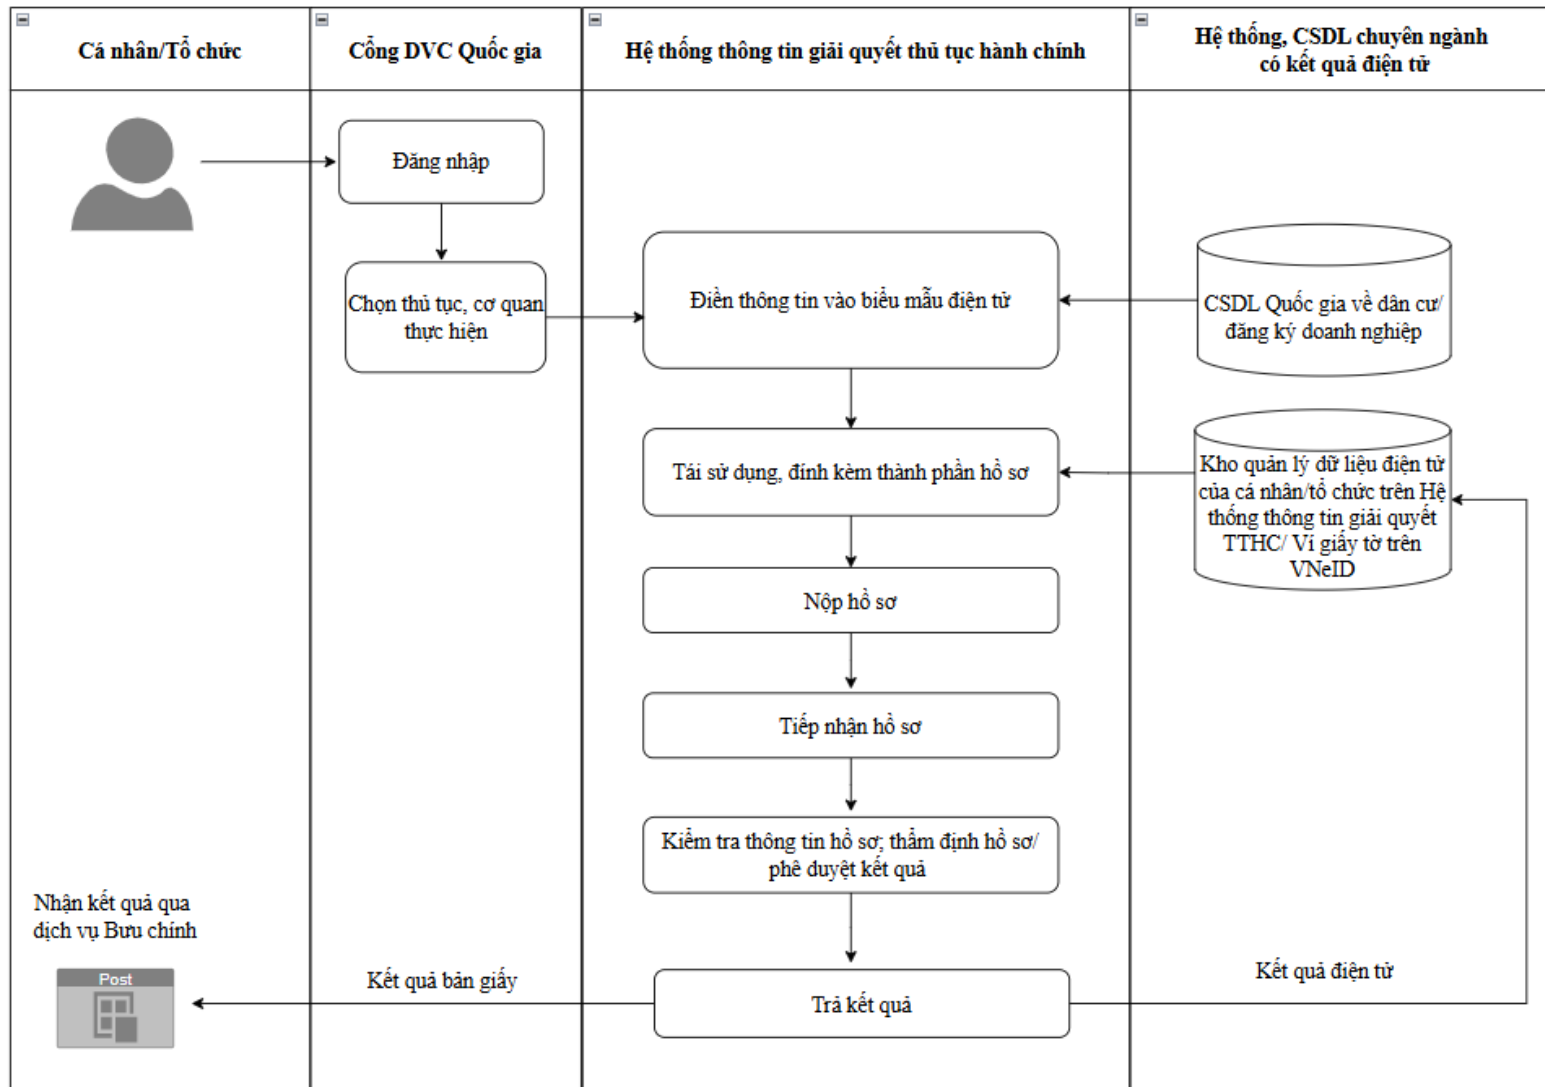 Cá nhân/Tổ chức
Cổng DVC Quốc gia
Hệ thống thông tin giải quyết thủ tục hành chính
Hệ thống, CSDL chuyên ngành
có kết quả điện tử
Đăng nhập
Chọn thủ tục, cơ quan
thực hiện
Điền thông tin vào biểu mẫu điện tử
CSDL Quốc gia về dân cư/
đăng ký doanh nghiệp
Tái sử dụng, đính kèm thành phần hồ sơ
Kho quản lý dữ liệu điện tử
của cá nhân/tổ chức trên Hệ
thống thông tin giải quyết
TTHC/ Ví giấy tờ trên
VNeID
Nộp hồ sơ
Tiếp nhận hồ sơ
Kiểm tra thông tin hồ sơ; thẩm định hồ sơ/
phê duyệt kết quả
Nhận kết quả qua
dịch vụ Bưu chính
Post
Kết quả bản giấy
Trả kết quả
Kết quả điện tử